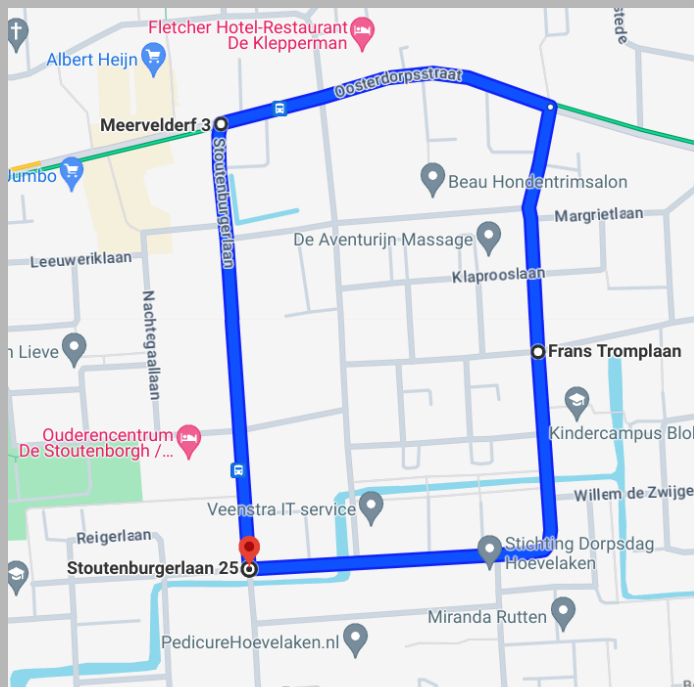 Fletcher Hotel-Restaurant
De Klepperman
Albert Heijn
Oosterdorpsstraat
Meervelderf 3
Jumbo
Stoutenburgerlaan
Beau Hondentrimsalon
Margrietlaan
De Aventurijn Massage
Leeuweriklaan
Klaprooslaan
Nachtegaallaan
n Lieve
Frans Tromplaan
Kindercampus Blok
Ouderencentrum
De Stoutenborgh /...
Willem de Zwijge
Veenstra IT service
Reigerlaan
Stichting Dorpsdag
Hoevelaken
Stoutenburgerlaan 25
Miranda Rutten
PedicureHoevelaken.nl